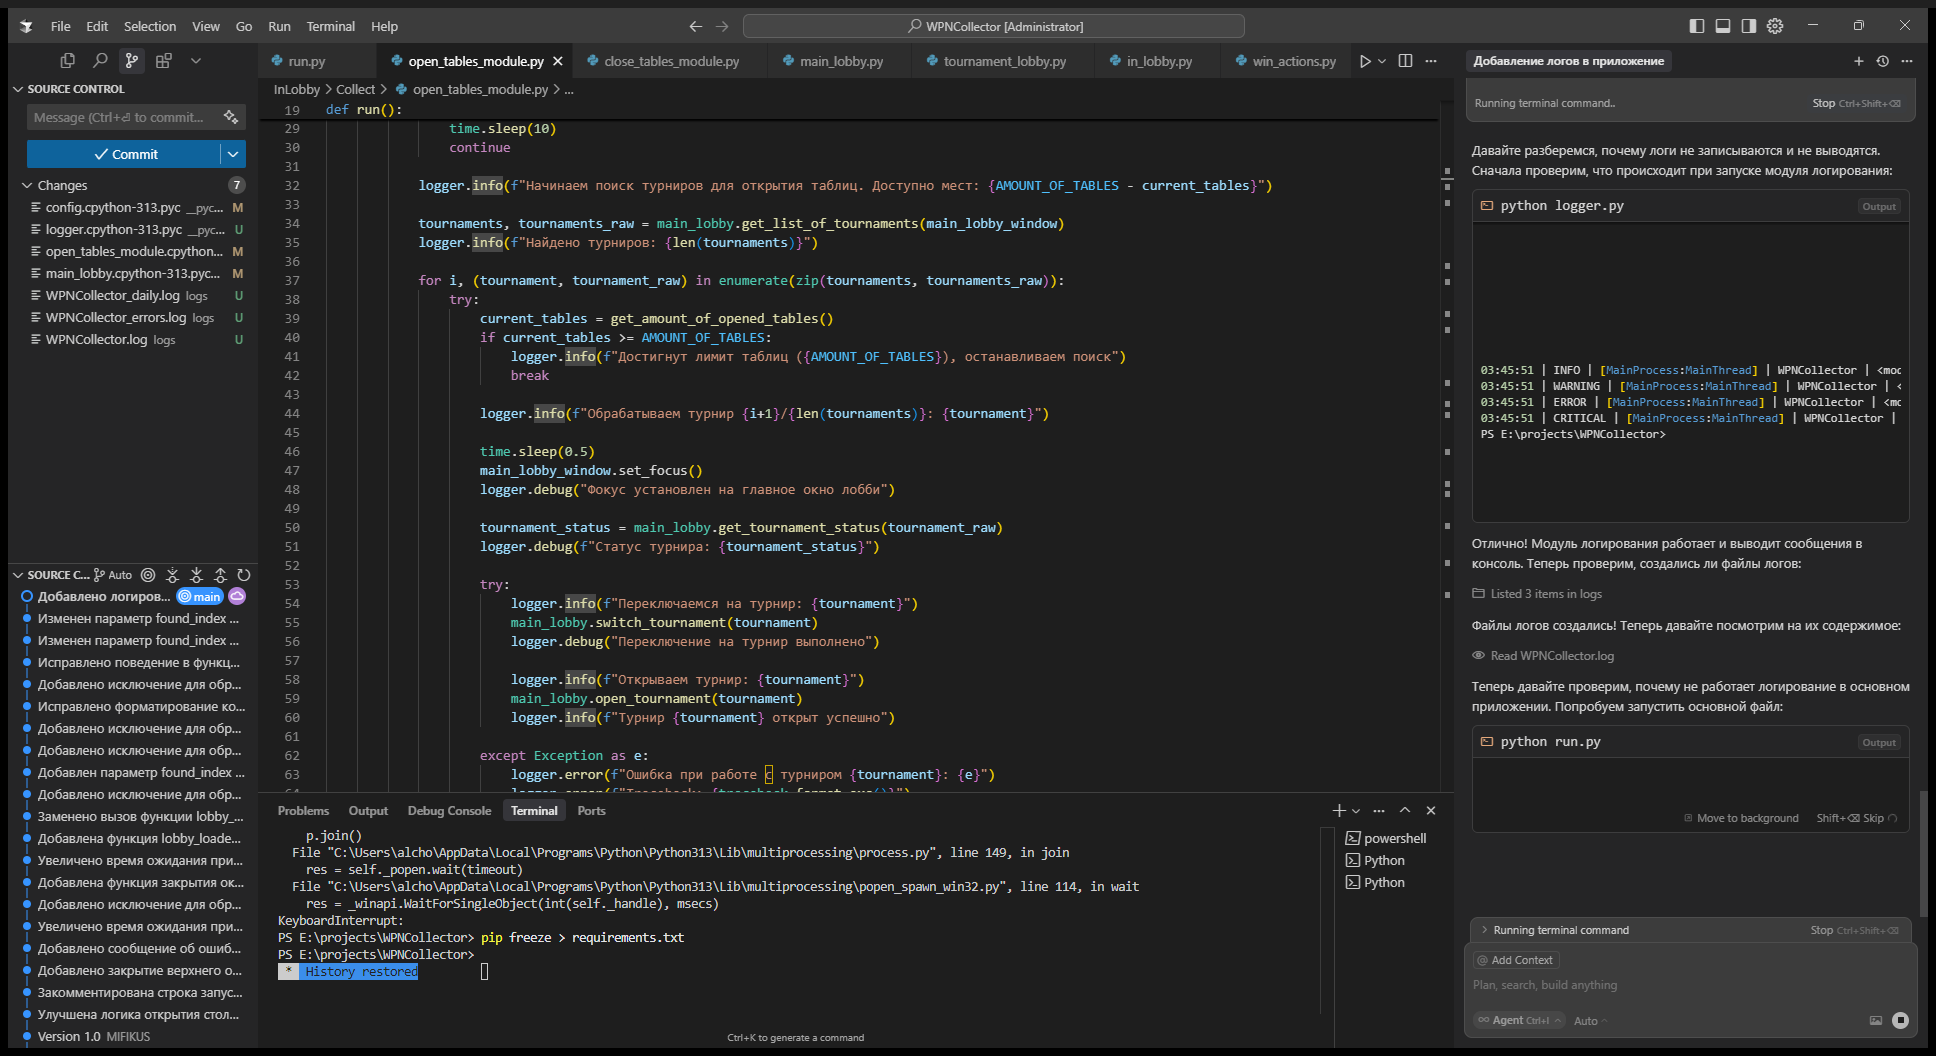 File Edit Selection View Go Run Terminal Help
WPNCollector [Administrator]
run.py
open_tables_module.py
close_tables_module.py
main_lobby.py
tournament_lobby.py
in_lobby.py
win_actions.py
SOURCE CONTROL
Message (Ctrl+⏎ to commit...
Commit
Changes 7
config.cpython-313.pyc __pyc... M
logger.cpython-313.pyc __pyc... U
open_tables_module.cpython... M
main_lobby.cpython-313.pyc... M
WPNCollector_daily.log logs U
WPNCollector_errors.log logs U
WPNCollector.log logs U
SOURCE C... Auto
Добавлено логиров... main
Изменен параметр found_index ...
Изменен параметр found_index ...
Исправлено поведение в функц...
Добавлено исключение для обр...
Исправлено форматирование ко...
Добавлено исключение для обр...
Добавлено исключение для обр...
Добавлен параметр found_index ...
Добавлено исключение для обр...
Заменено вызов функции lobby_...
Добавлена функция lobby_loade...
Увеличено время ожидания при...
Добавлена функция закрытия ок...
Добавлено исключение для обр...
Увеличено время ожидания при...
Добавлено сообщение об ошиб...
Добавлено закрытие верхнего о...
Закомментирована строка запус...
Улучшена логика открытия стол...
Version 1.0 MIFIKUS
InLobby > Collect > open_tables_module.py > ...
19 def run():
29 time.sleep(10)
30 continue
31
32 logger.info(f"Начинаем поиск турниров для открытия таблиц. Доступно мест: {AMOUNT_OF_TABLES - current_tables}")
33
34 tournaments, tournaments_raw = main_lobby.get_list_of_tournaments(main_lobby_window)
35 logger.info(f"Найдено турниров: {len(tournaments)}")
36
37 for i, (tournament, tournament_raw) in enumerate(zip(tournaments, tournaments_raw)):
38 try:
39 current_tables = get_amount_of_opened_tables()
40 if current_tables >= AMOUNT_OF_TABLES:
41 logger.info(f"Достигнут лимит таблиц ({AMOUNT_OF_TABLES}), останавливаем поиск")
42 break
43
44 logger.info(f"Обрабатываем турнир {i+1}/{len(tournaments)}: {tournament}")
45
46 time.sleep(0.5)
47 main_lobby_window.set_focus()
48 logger.debug("Фокус установлен на главное окно лобби")
49
50 tournament_status = main_lobby.get_tournament_status(tournament_raw)
51 logger.debug(f"Статус турнира: {tournament_status}")
52
53 try:
54 logger.info(f"Переключаемся на турнир: {tournament}")
55 main_lobby.switch_tournament(tournament)
56 logger.debug("Переключение на турнир выполнено")
57
58 logger.info(f"Открываем турнир: {tournament}")
59 main_lobby.open_tournament(tournament)
60 logger.info(f"Турнир {tournament} открыт успешно")
61
62 except Exception as e:
63 logger.error(f"Ошибка при работе с турниром {tournament}: {e}")
Problems Output Debug Console Terminal Ports
p.join()
File "C:\Users\alcho\AppData\Local\Programs\Python\Python313\Lib\multiprocessing\process.py", line 149, in join
res = self._popen.wait(timeout)
File "C:\Users\alcho\AppData\Local\Programs\Python\Python313\Lib\multiprocessing\popen_spawn_win32.py", line 114, in wait
res = _winapi.WaitForSingleObject(int(self._handle), msecs)
KeyboardInterrupt:
PS E:\projects\WPNCollector> pip freeze > requirements.txt
PS E:\projects\WPNCollector>
* History restored
Ctrl+K to generate a command
powershell
Python
Python
Добавление логов в приложение
Running terminal command..
Stop Ctrl+Shift+⌫
Давайте разберемся, почему логи не записываются и не выводятся.
Сначала проверим, что происходит при запуске модуля логирования:
python logger.py
Output
03:45:51 | INFO | [MainProcess:MainThread] | WPNCollector | <moc
03:45:51 | WARNING | [MainProcess:MainThread] | WPNCollector | <
03:45:51 | ERROR | [MainProcess:MainThread] | WPNCollector | <mc
03:45:51 | CRITICAL | [MainProcess:MainThread] | WPNCollector |
PS E:\projects\WPNCollector>
Отлично! Модуль логирования работает и выводит сообщения в
консоль. Теперь проверим, создались ли файлы логов:
Listed 3 items in logs
Файлы логов создались! Теперь давайте посмотрим на их содержимое:
Read WPNCollector.log
Теперь давайте проверим, почему не работает логирование в основном
приложении. Попробуем запустить основной файл:
python run.py
Output
Move to background Shift+⌫ Skip
Running terminal command
Stop Ctrl+Shift+⌫
@ Add Context
Plan, search, build anything
∞ Agent Ctrl+I
Auto